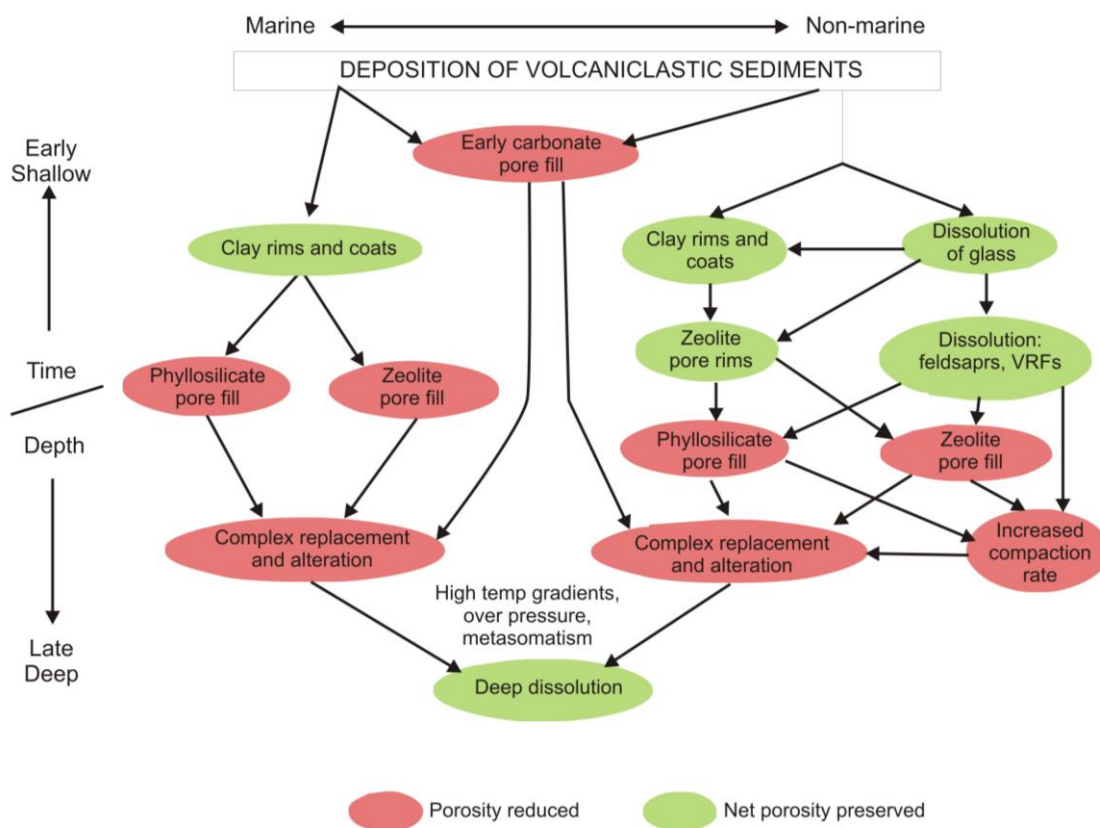 Marine
Non-marine
DEPOSITION OF VOLCANICLASTIC SEDIMENTS
Early
Shallow
Early carbonate
pore fill
Clay rims and coats
Clay rims and
coats
Dissolution
of glass
Zeolite
pore rims
Dissolution:
feldsaprs, VRFs
Time
Depth
Phyllosilicate
pore fill
Zeolite
pore fill
Phyllosilicate
pore fill
Zeolite
pore fill
Complex replacement
and alteration
Complex replacement
and alteration
Increased
compaction
rate
High temp gradients,
over pressure,
metasomatism
Late
Deep
Deep dissolution
Porosity reduced
Net porosity preserved